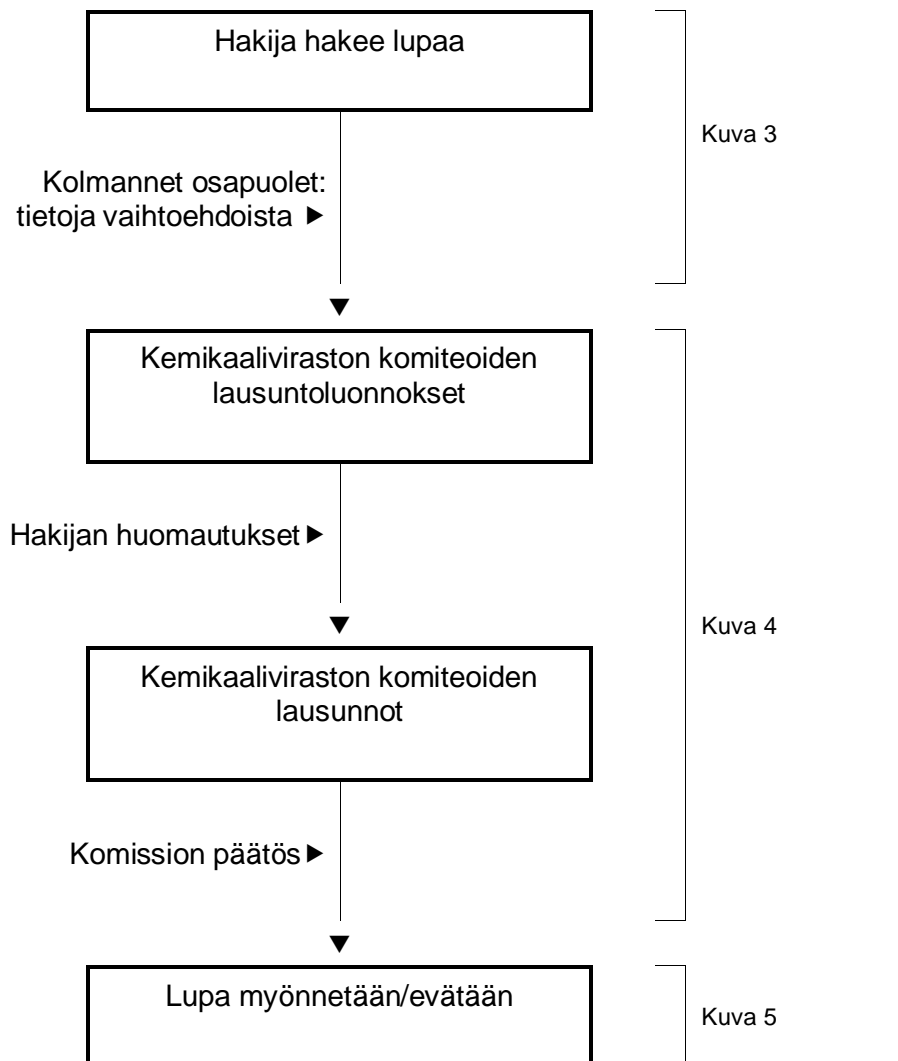 Hakija hakee lupaa
Kuva 3
Kolmannet osapuolet:
tietoja vaihtoehdoista
Kemikaaliviraston komiteoiden
lausuntoluonnokset
Hakijan huomautukset
Kuva 4
Kemikaaliviraston komiteoiden
lausunnot
Komission päätös
Lupa myönnetään/evätään
Kuva 5